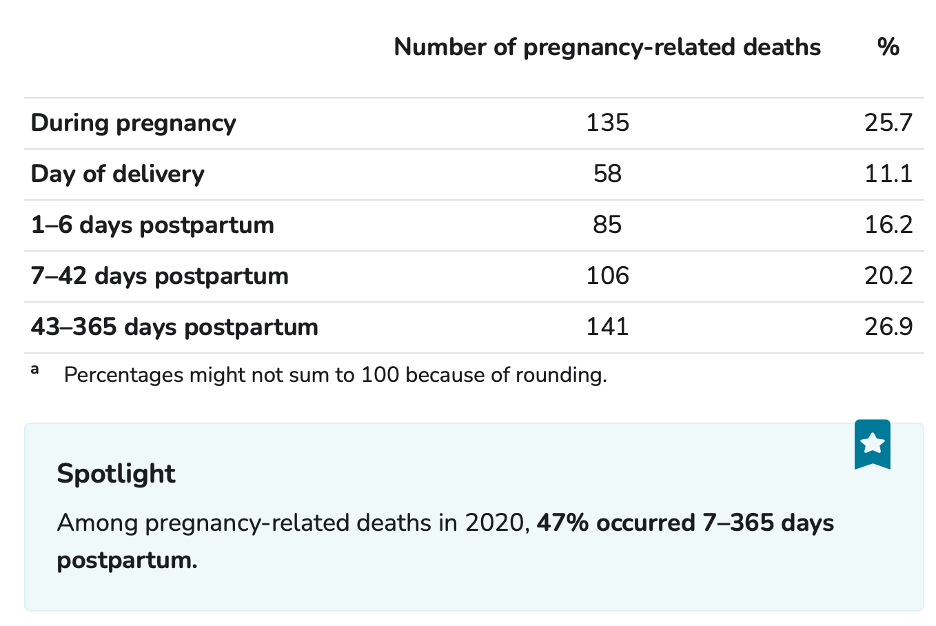 Number of pregnancy-related deaths %
During pregnancy 135 25.7
Day of delivery 58 11.1
1–6 days postpartum 85 16.2
7–42 days postpartum 106 20.2
43–365 days postpartum 141 26.9
a Percentages might not sum to 100 because of rounding.
Spotlight
Among pregnancy-related deaths in 2020, 47% occurred 7–365 days
postpartum.